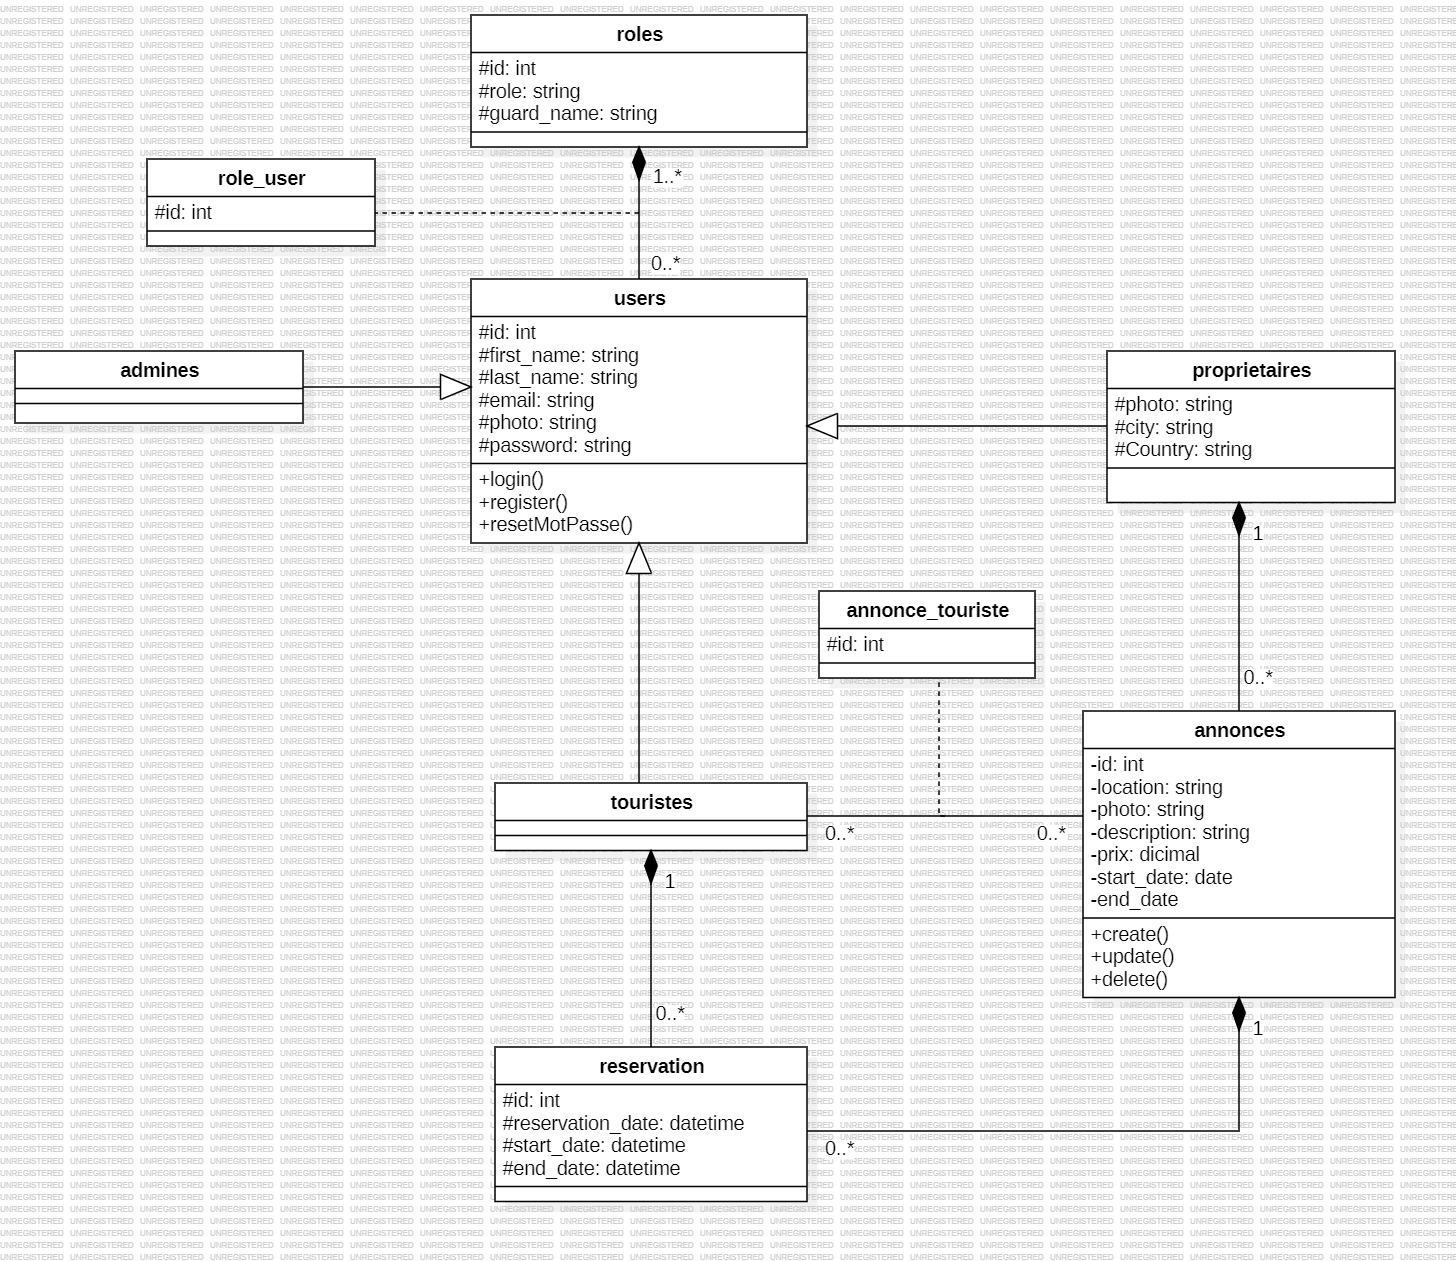 roles
#id: int
#role: string
#guard_name: string
1..*
role_user
#id: int
0..*
users
#id: int
#first_name: string
#last_name: string
#email: string
#photo: string
#password: string
+login()
+register()
+resetMotPasse()
admines
proprietaires
#photo: string
#city: string
#Country: string
1
0..*
annonce_touriste
#id: int
annonces
-id: int
-location: string
-photo: string
-description: string
-prix: dicimal
-start_date: date
-end_date
+create()
+update()
+delete()
touristes
0..*
0..*
1
0..*
1
reservation
#id: int
#reservation_date: datetime
#start_date: datetime
#end_date: datetime
0..*
UNREGISTERED